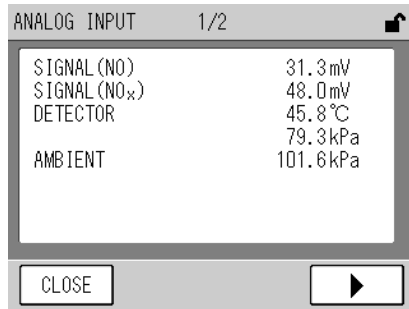 ANALOG INPUT 1/2
SIGNAL(NO) 31.3mV
SIGNAL(NOx) 48.0mV
DETECTOR 45.8℃
79.3kPa
AMBIENT 101.6kPa
CLOSE